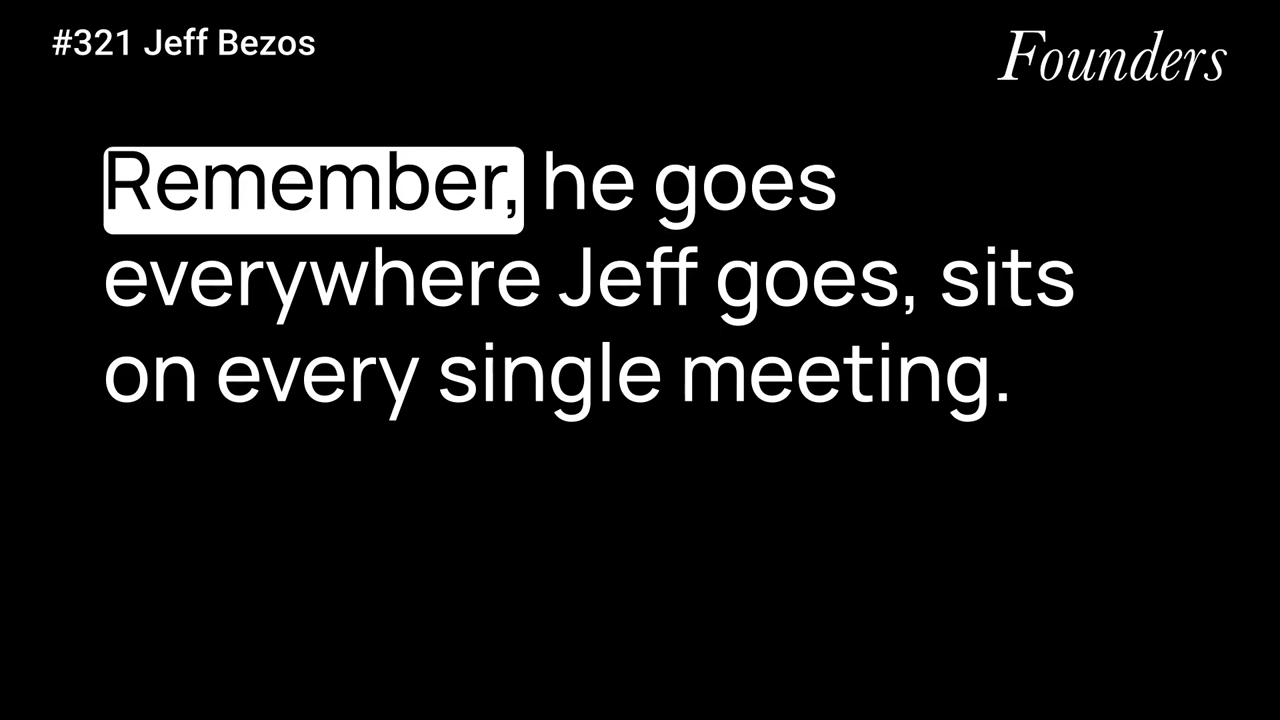 #321 Jeff Bezos
Founders
Remember, he goes
everywhere Jeff goes, sits
on every single meeting.